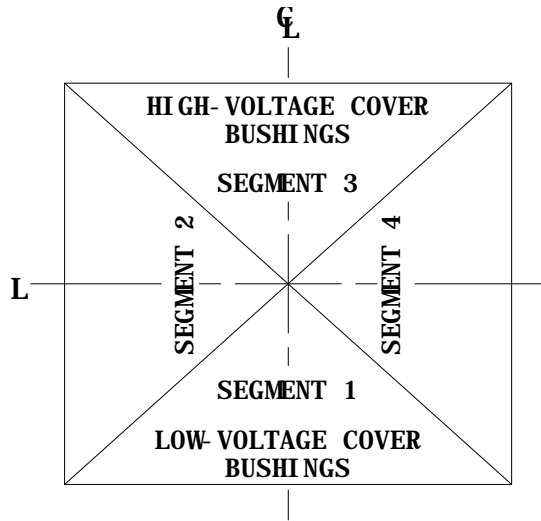 CL
HIGH-VOLTAGE COVER
BUSHINGS
SEGMENT 3
SEGMENT 2
SEGMENT 4
L
SEGMENT 1
LOW-VOLTAGE COVER
BUSHINGS